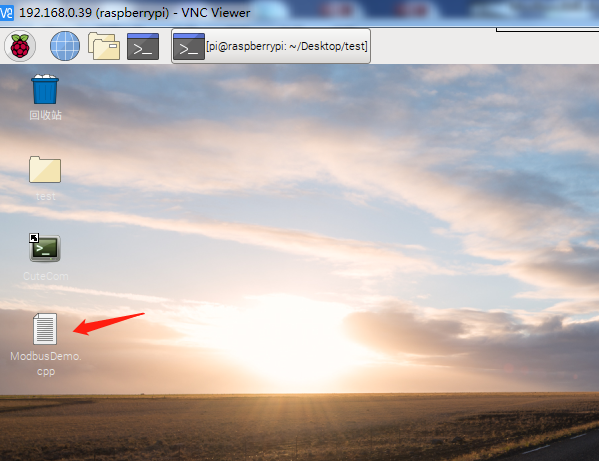 V2 192.168.0.39 (raspberrypi) - VNC Viewer
>_ >_ [pi@raspberrypi: ~/Desktop/test]
回收站
test
>_
CuteCom
ModbusDemo.
cpp